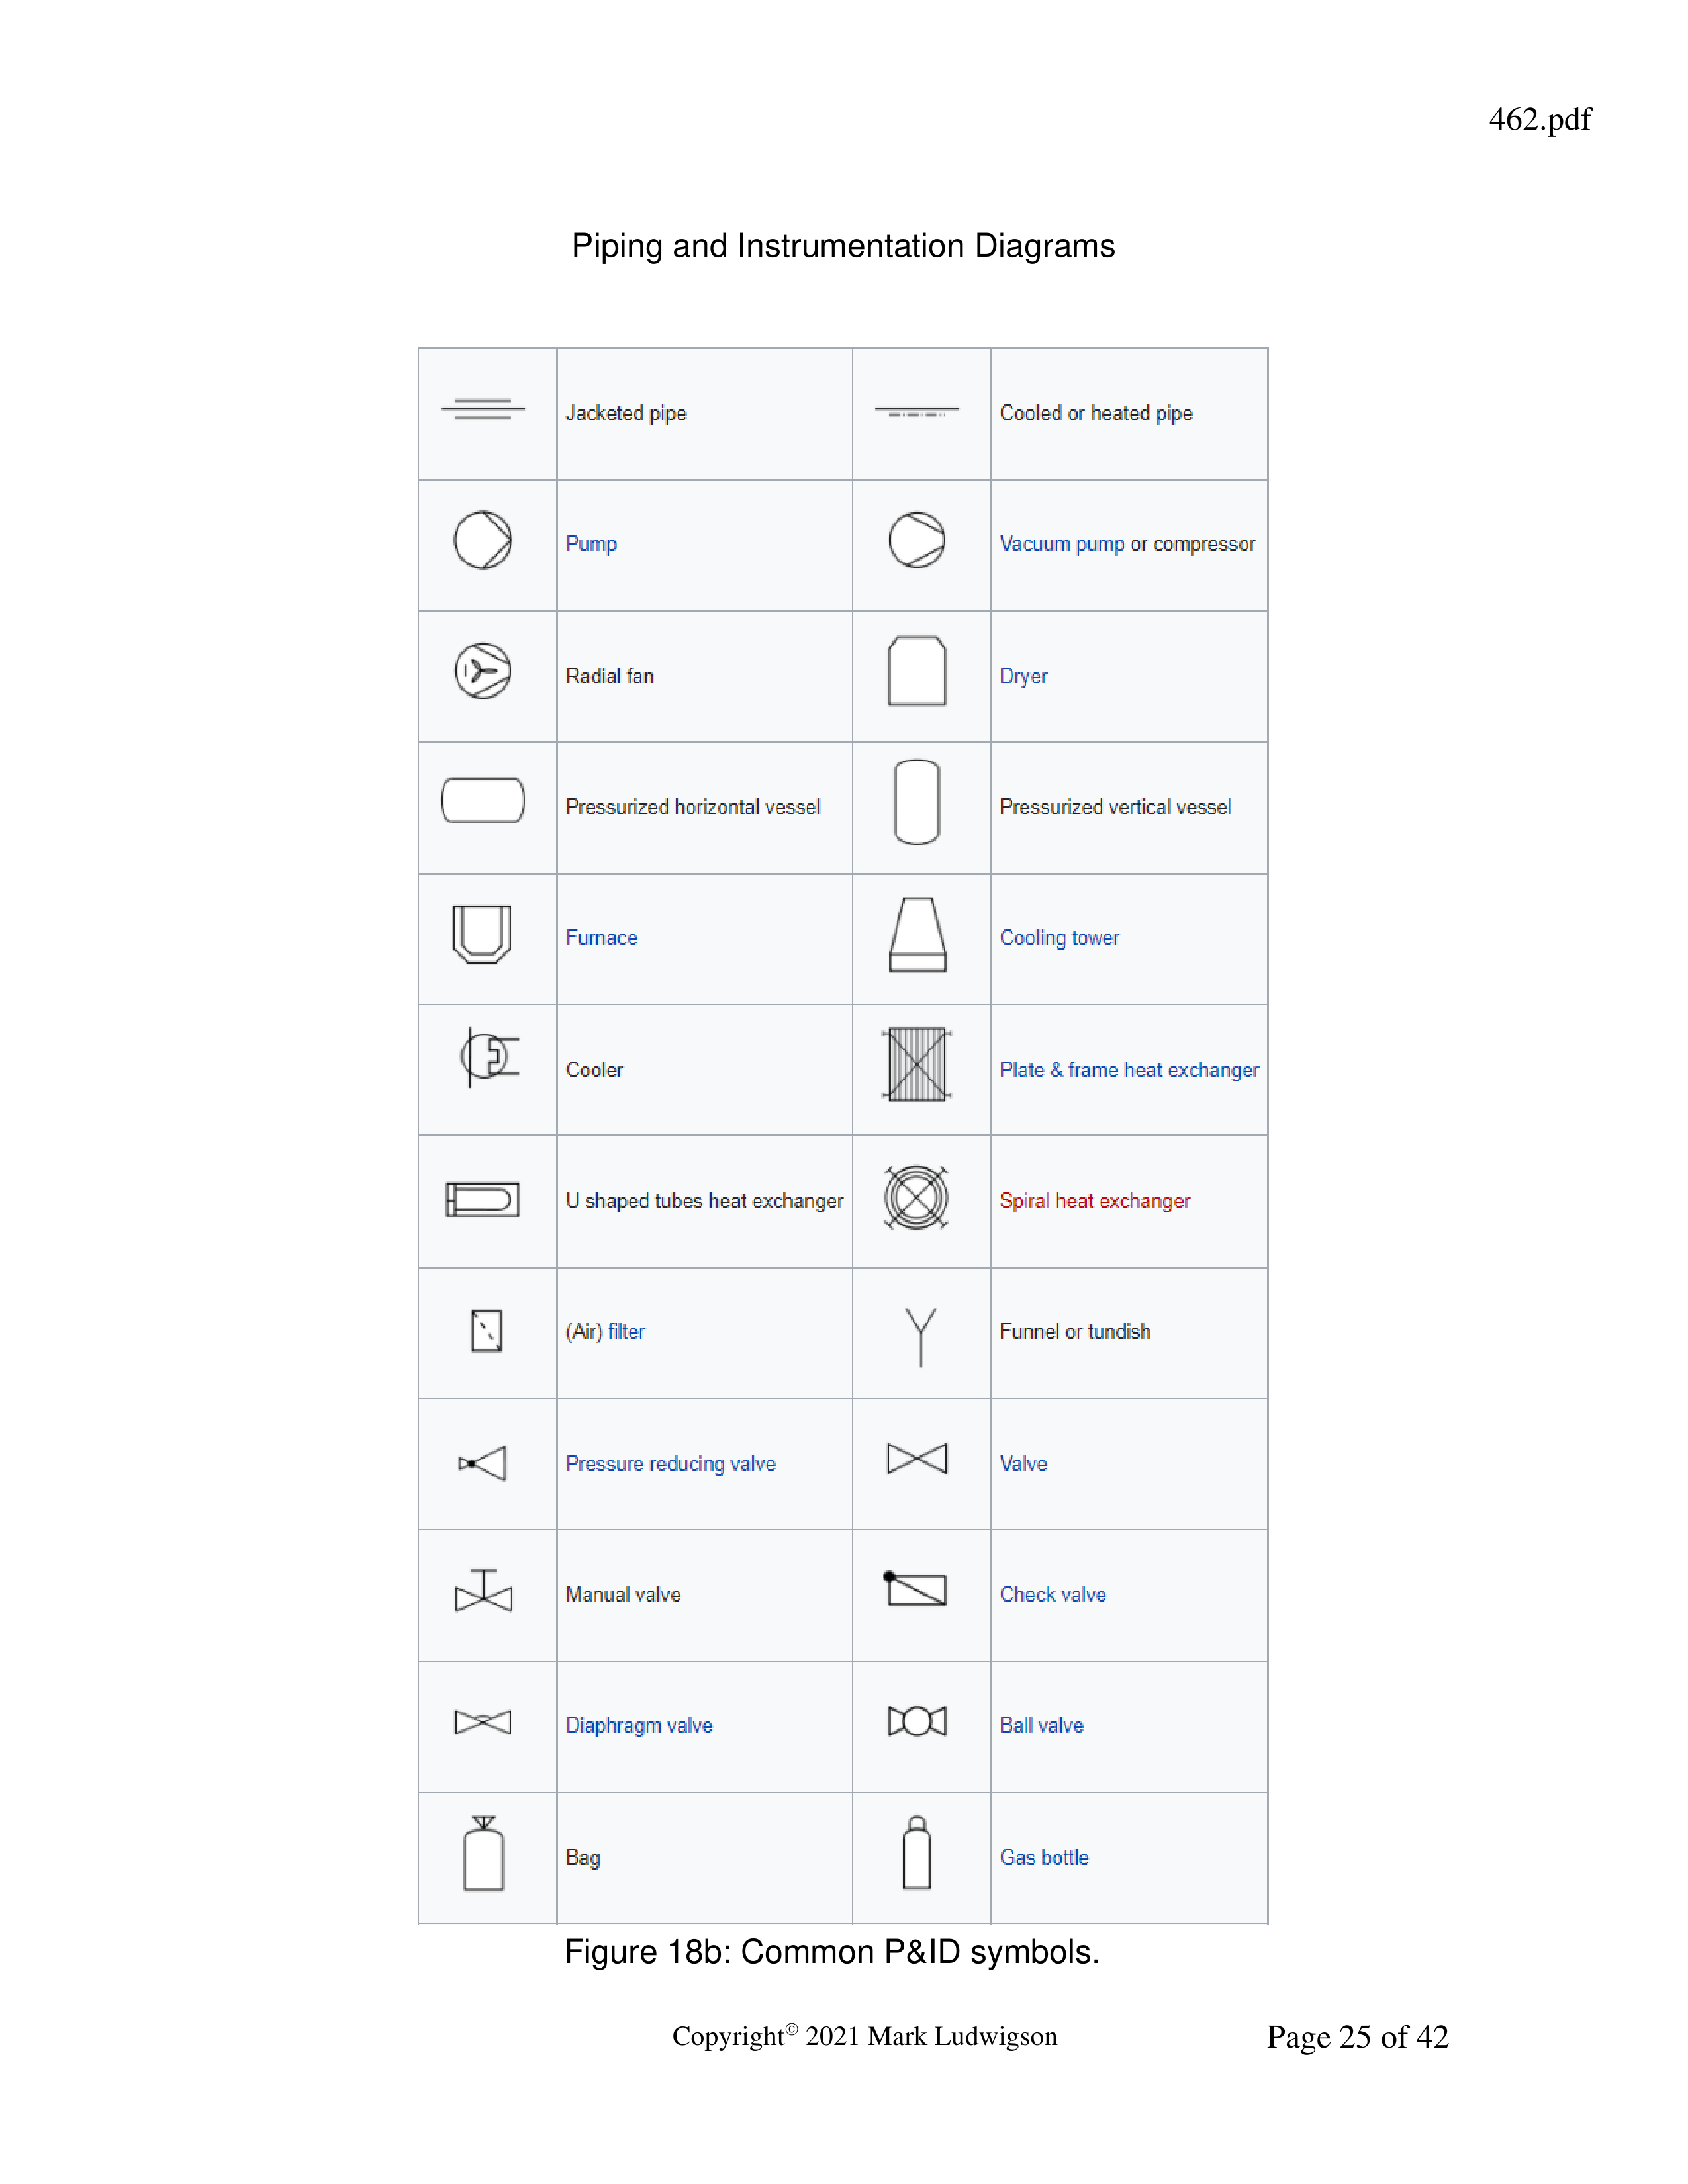 462.pdf
Piping and Instrumentation Diagrams
Jacketed pipe
Cooled or heated pipe
Pump
Vacuum pump or compressor
Radial fan
Dryer
Pressurized horizontal vessel
Pressurized vertical vessel
Furnace
Cooling tower
Cooler
Plate & frame heat exchanger
U shaped tubes heat exchanger
Spiral heat exchanger
(Air) filter
Funnel or tundish
Pressure reducing valve
Valve
Manual valve
Check valve
Diaphragm valve
Ball valve
Bag
Gas bottle
Figure 18b: Common P&ID symbols.
Copyright© 2021 Mark Ludwigson
Page 25 of 42